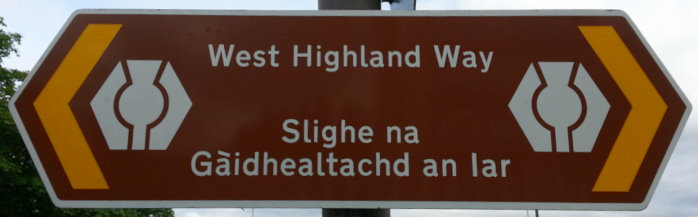 West Highland Way
Slighe na
Gàidhealtachd an Iar